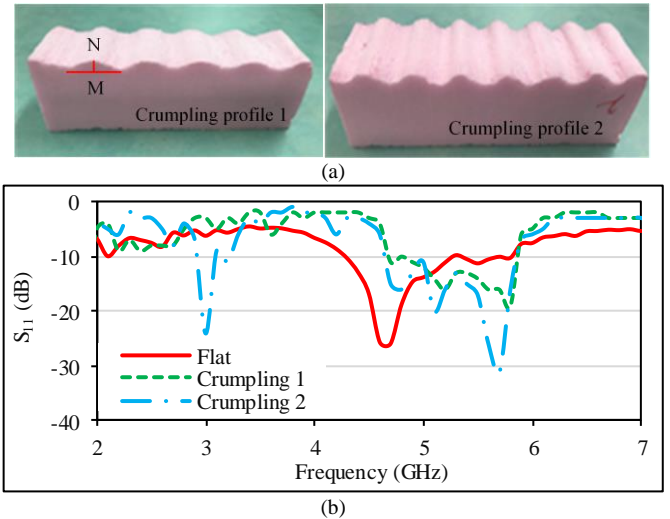 N
M
Crumpling profile 1
Crumpling profile 2
(a)
0
-10
-20
-30
-40
S11 (dB)
Flat
Crumpling 1
Crumpling 2
2 3 4 5 6 7
Frequency (GHz)
(b)